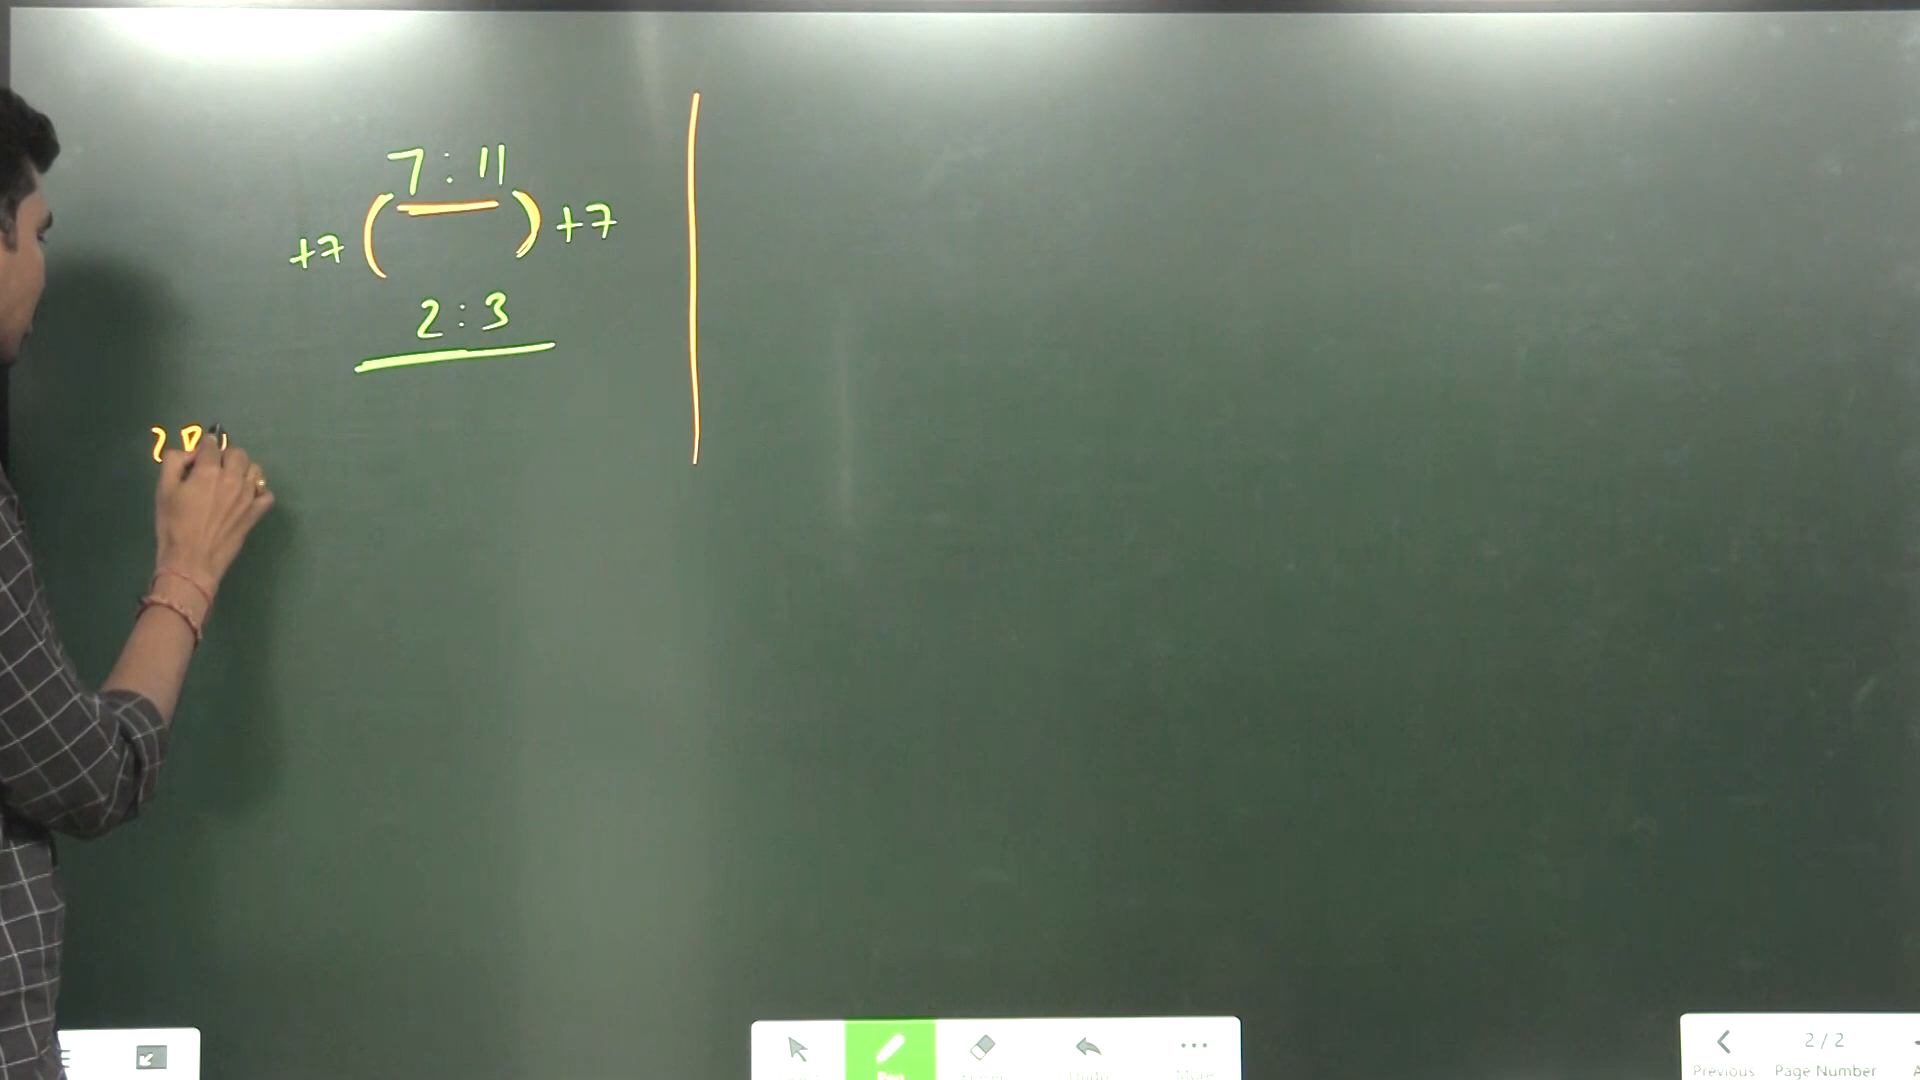 7 : 11
+7 ( ) +7
2 : 3
2 / 2
Previous Page Number